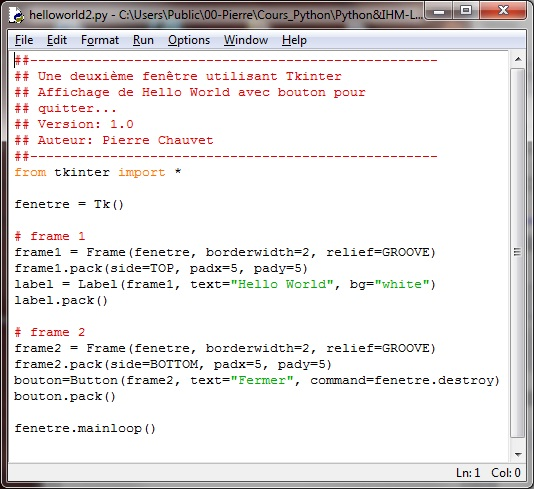 helloworld2.py - C:\Users\Public\00-Pierre\Cours_Python\Python&IHM-L...
File Edit Format Run Options Window Help
##---------------------------------------------------
## Une deuxième fenêtre utilisant Tkinter
## Affichage de Hello World avec bouton pour
## quitter...
## Version: 1.0
## Auteur: Pierre Chauvet
##---------------------------------------------------
from tkinter import *
fenetre = Tk()
# frame 1
frame1 = Frame(fenetre, borderwidth=2, relief=GROOVE)
frame1.pack(side=TOP, padx=5, pady=5)
label = Label(frame1, text="Hello World", bg="white")
label.pack()
# frame 2
frame2 = Frame(fenetre, borderwidth=2, relief=GROOVE)
frame2.pack(side=BOTTOM, padx=5, pady=5)
bouton=Button(frame2, text="Fermer", command=fenetre.destroy)
bouton.pack()
fenetre.mainloop()
Ln: 1 Col: 0